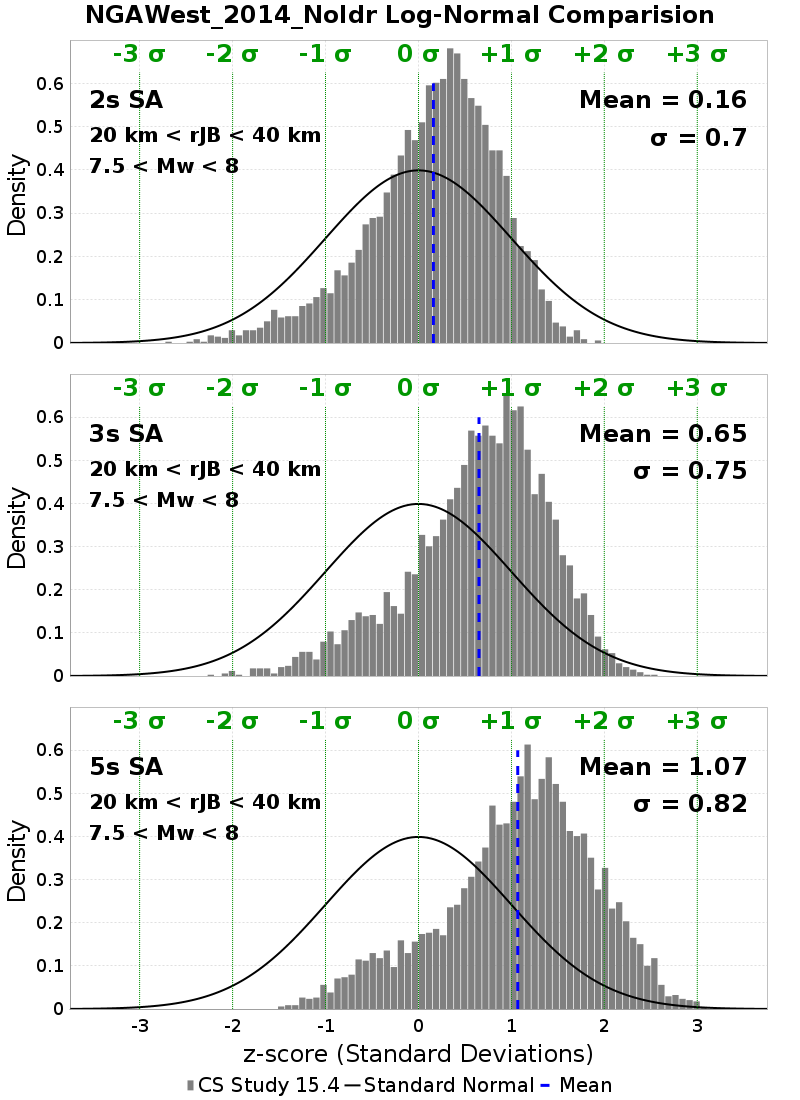 NGAWest_2014_NoIdr Log-Normal Comparision
-3 σ -2 σ -1 σ 0 σ +1 σ +2 σ +3 σ
2s SA
Mean = 0.16
20 km < rJB < 40 km
σ = 0.7
7.5 < Mw < 8
Density
0.6
0.5
0.4
0.3
0.2
0.1
0
-3 σ -2 σ -1 σ 0 σ +1 σ +2 σ +3 σ
3s SA
Mean = 0.65
20 km < rJB < 40 km
σ = 0.75
7.5 < Mw < 8
Density
0.6
0.5
0.4
0.3
0.2
0.1
0
-3 σ -2 σ -1 σ 0 σ +1 σ +2 σ +3 σ
5s SA
Mean = 1.07
20 km < rJB < 40 km
σ = 0.82
7.5 < Mw < 8
Density
0.6
0.5
0.4
0.3
0.2
0.1
0
-3 -2 -1 0 1 2 3
z-score (Standard Deviations)
CS Study 15.4 Standard Normal Mean